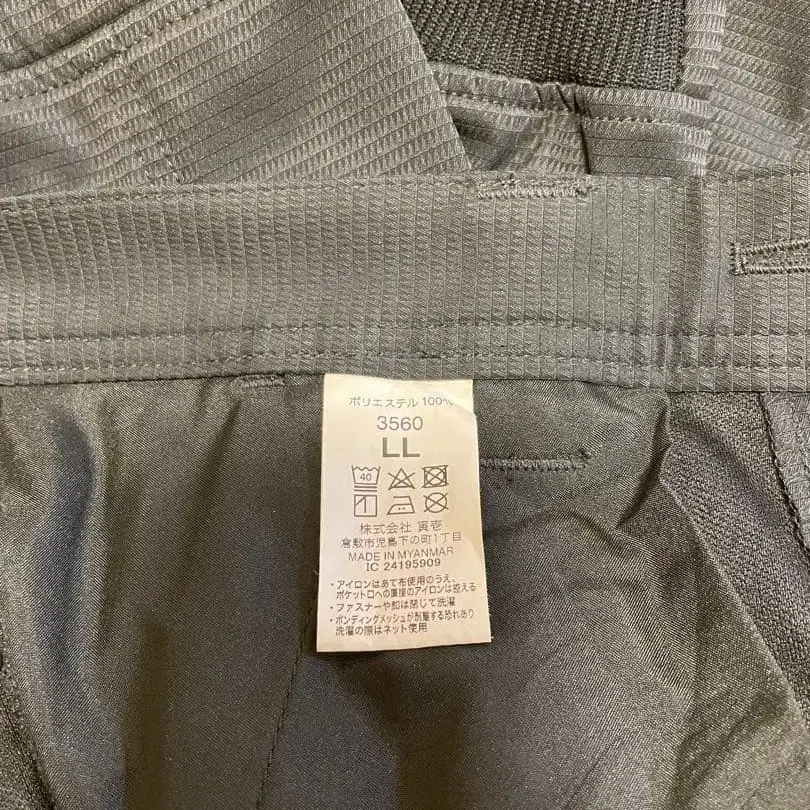 ポリエステル 100%
3560
LL
40
株式会社 寅壱
倉敷市児島下の町1丁目
MADE IN MYANMAR
IC 24195909
・アイロンはあて布使用のうえ、
ポケット口への直接のアイロンは控える
・ファスナーや釦は閉じて洗濯
・ボンディングメッシュが剥離する恐れあり
洗濯の際はネット使用